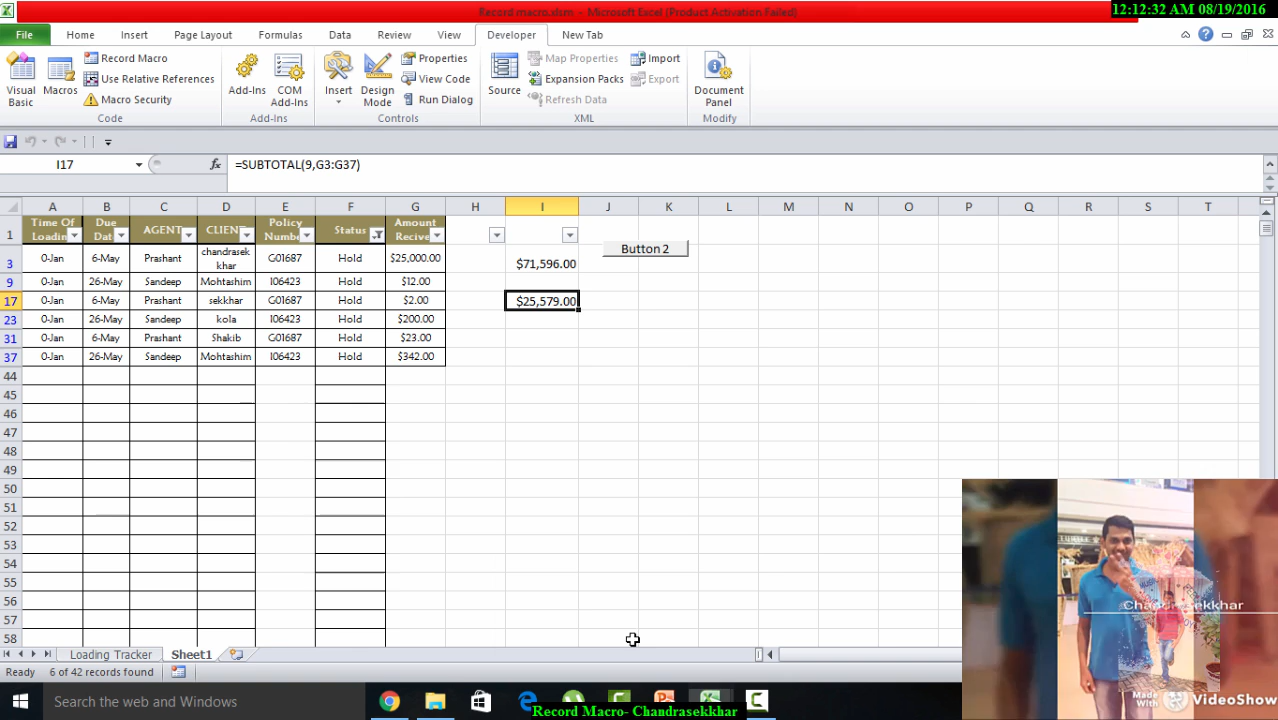 Record macro.xlsm - Microsoft Excel (Product Activation Failed)
12:12:32 AM 08/19/2016
File Home Insert Page Layout Formulas Data Review View Developer New Tab
Visual Basic
Macros
Record Macro
Use Relative References
Macro Security
Code
Add-Ins
COM Add-Ins
Add-Ins
Insert
Design Mode
Properties
View Code
Run Dialog
Controls
Source
Map Properties
Expansion Packs
Refresh Data
Import
Export
XML
Document Panel
Modify
I17 fx =SUBTOTAL(9,G3:G37)
A B C D E F G H I J K L M N O P Q R S T
1 Time Of Loadin Due Dat AGENT CLIEN Policy Numbe Status Amount Recive
Button 2
3 0-Jan 6-May Prashant chandrasekkhar G01687 Hold $25,000.00 $71,596.00
9 0-Jan 26-May Sandeep Mohtashim I06423 Hold $12.00
17 0-Jan 6-May Prashant sekkhar G01687 Hold $2.00 $25,579.00
23 0-Jan 26-May Sandeep kola I06423 Hold $200.00
31 0-Jan 6-May Prashant Shakib G01687 Hold $23.00
37 0-Jan 26-May Sandeep Mohtashim I06423 Hold $342.00
44
45
46
47
48
49
50
51
52
53
54
55
56
57
58
Chandrasekkhar
Loading Tracker Sheet1
Ready 6 of 42 records found
Search the web and Windows
Record Macro- Chandrasekkhar
Made With VideoShow